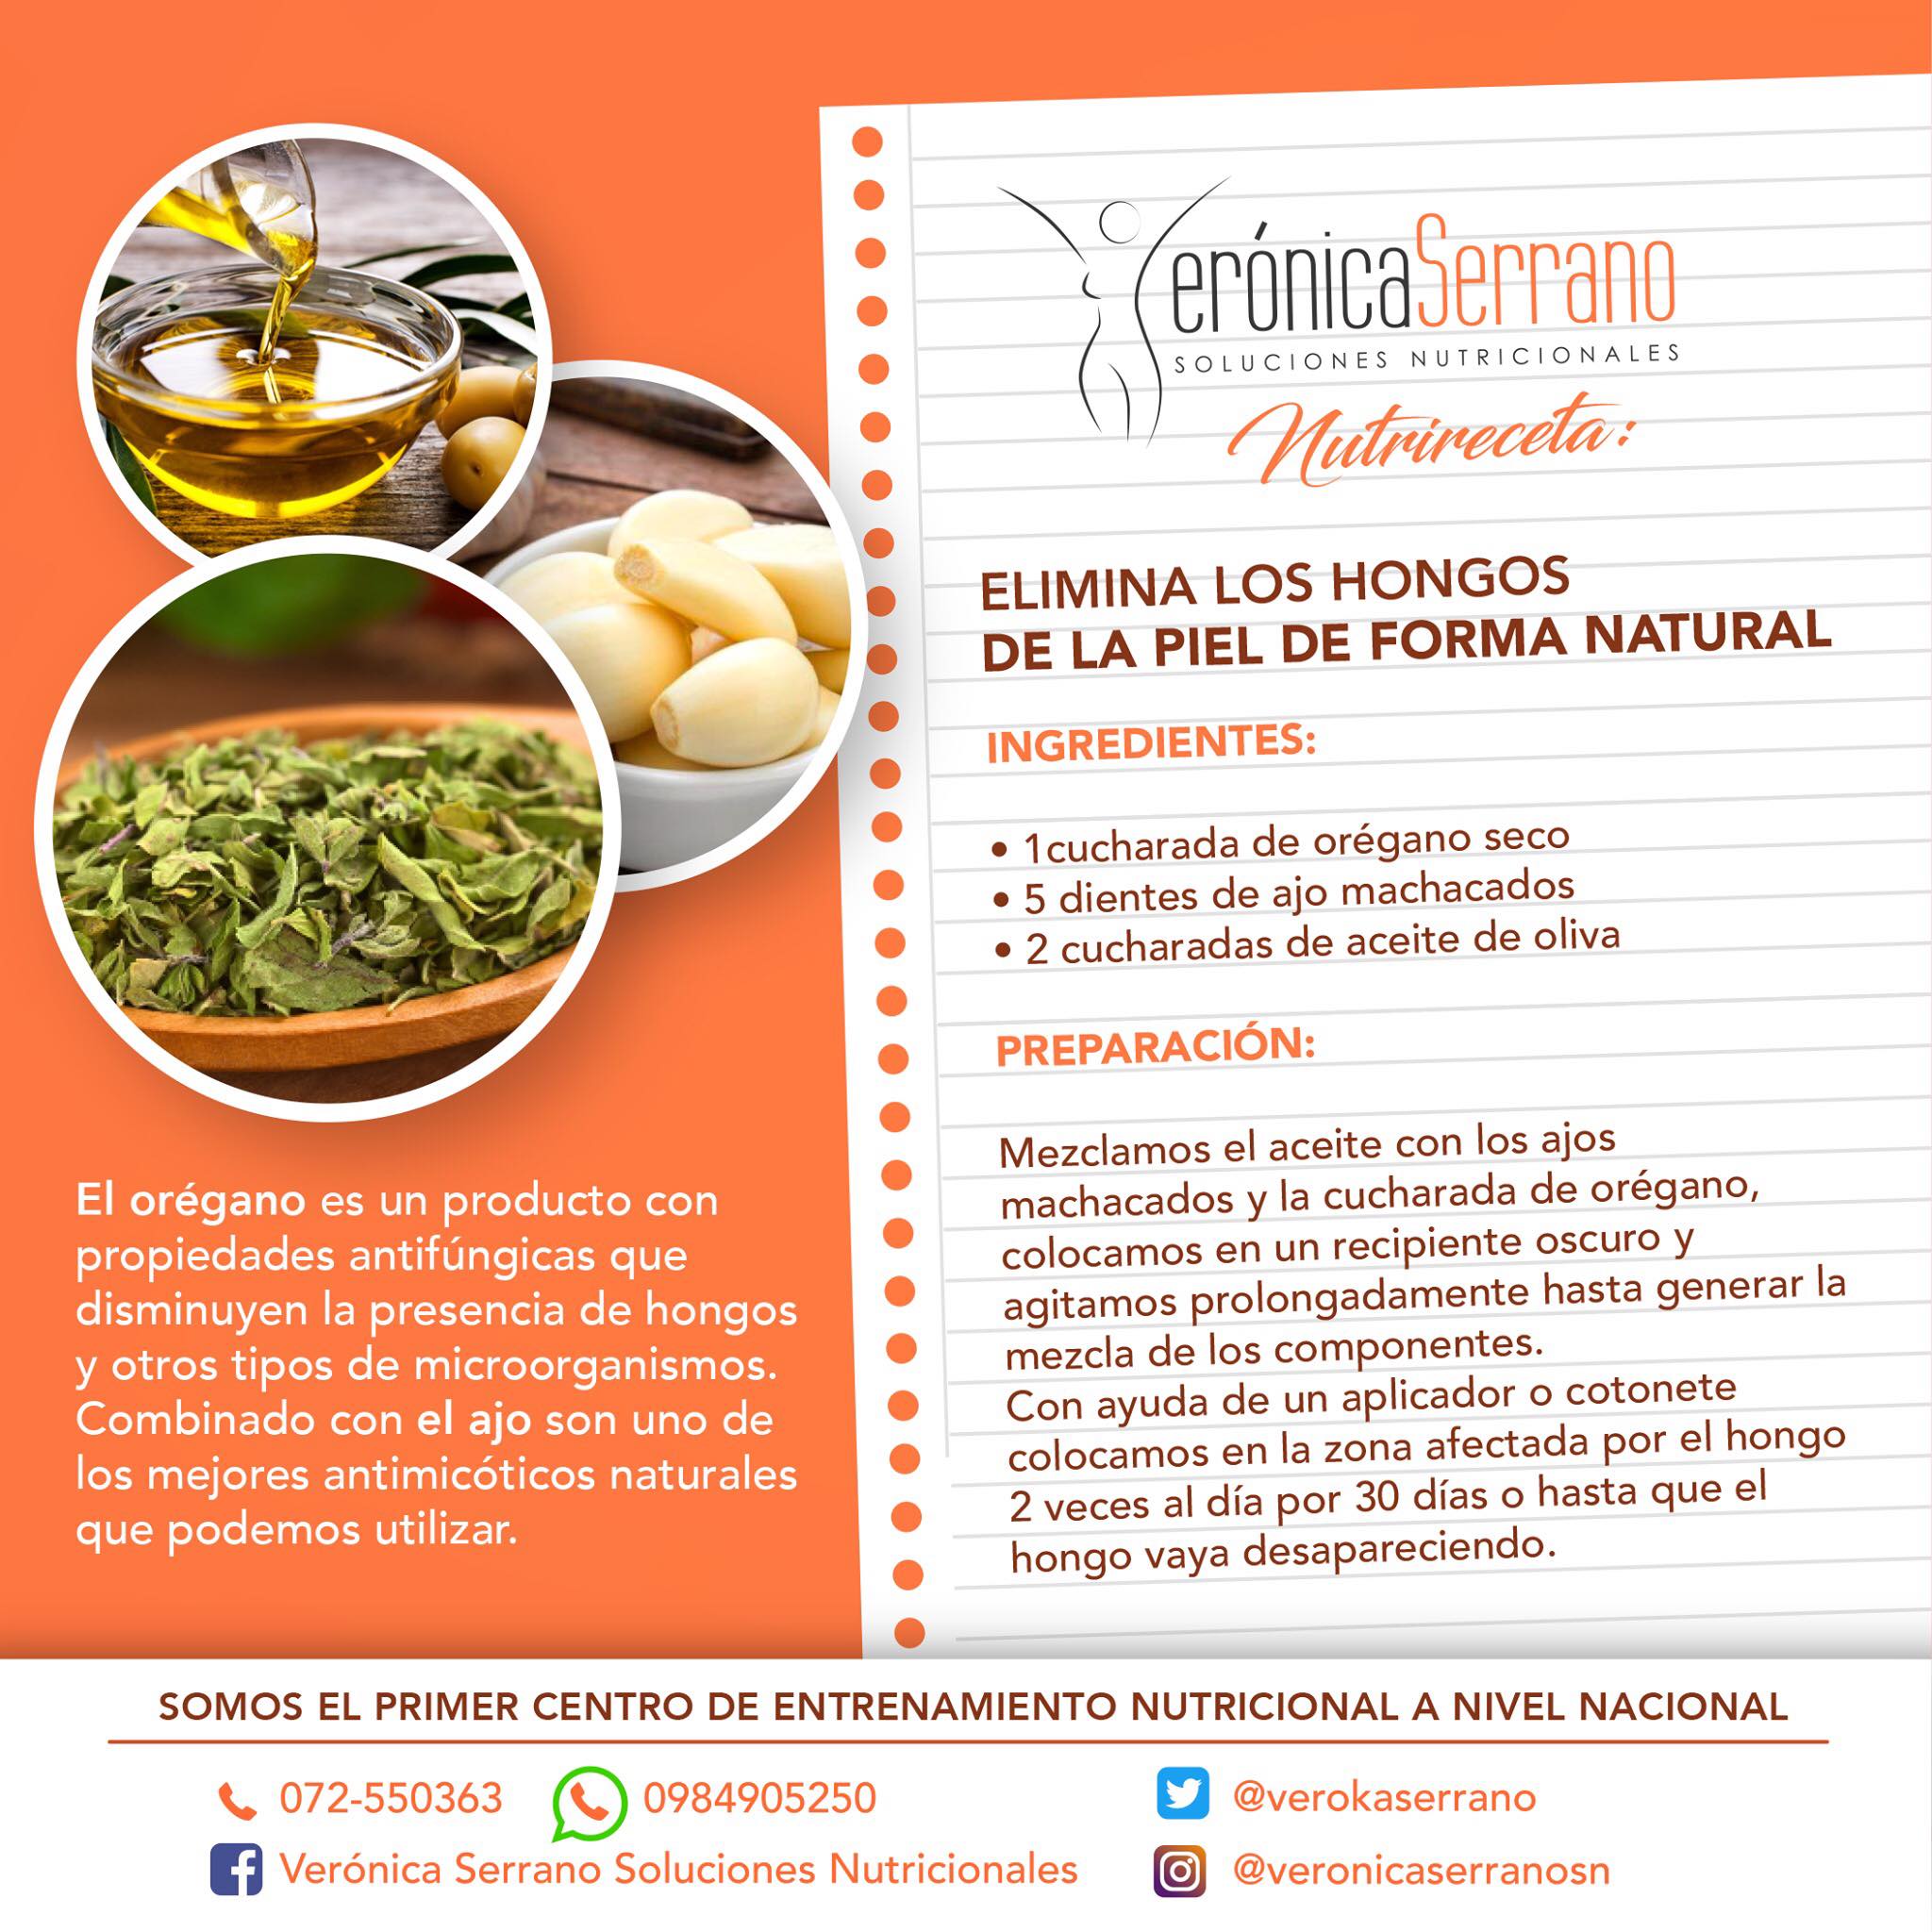 VerónicaSerrano
SOLUCIONES NUTRICIONALES
Nutrireceta:
ELIMINA LOS HONGOS
DE LA PIEL DE FORMA NATURAL
INGREDIENTES:
• 1cucharada de orégano seco
• 5 dientes de ajo machacados
• 2 cucharadas de aceite de oliva
PREPARACIÓN:
Mezclamos el aceite con los ajos
machacados y la cucharada de orégano,
colocamos en un recipiente oscuro y
agitamos prolongadamente hasta generar la
mezcla de los componentes.
Con ayuda de un aplicador o cotonete
colocamos en la zona afectada por el hongo
2 veces al día por 30 días o hasta que el
hongo vaya desapareciendo.
El orégano es un producto con
propiedades antifúngicas que
disminuyen la presencia de hongos
y otros tipos de microorganismos.
Combinado con el ajo son uno de
los mejores antimicóticos naturales
que podemos utilizar.
SOMOS EL PRIMER CENTRO DE ENTRENAMIENTO NUTRICIONAL A NIVEL NACIONAL
072-550363 0984905250 @verokaserrano
Verónica Serrano Soluciones Nutricionales @veronicaserranosn